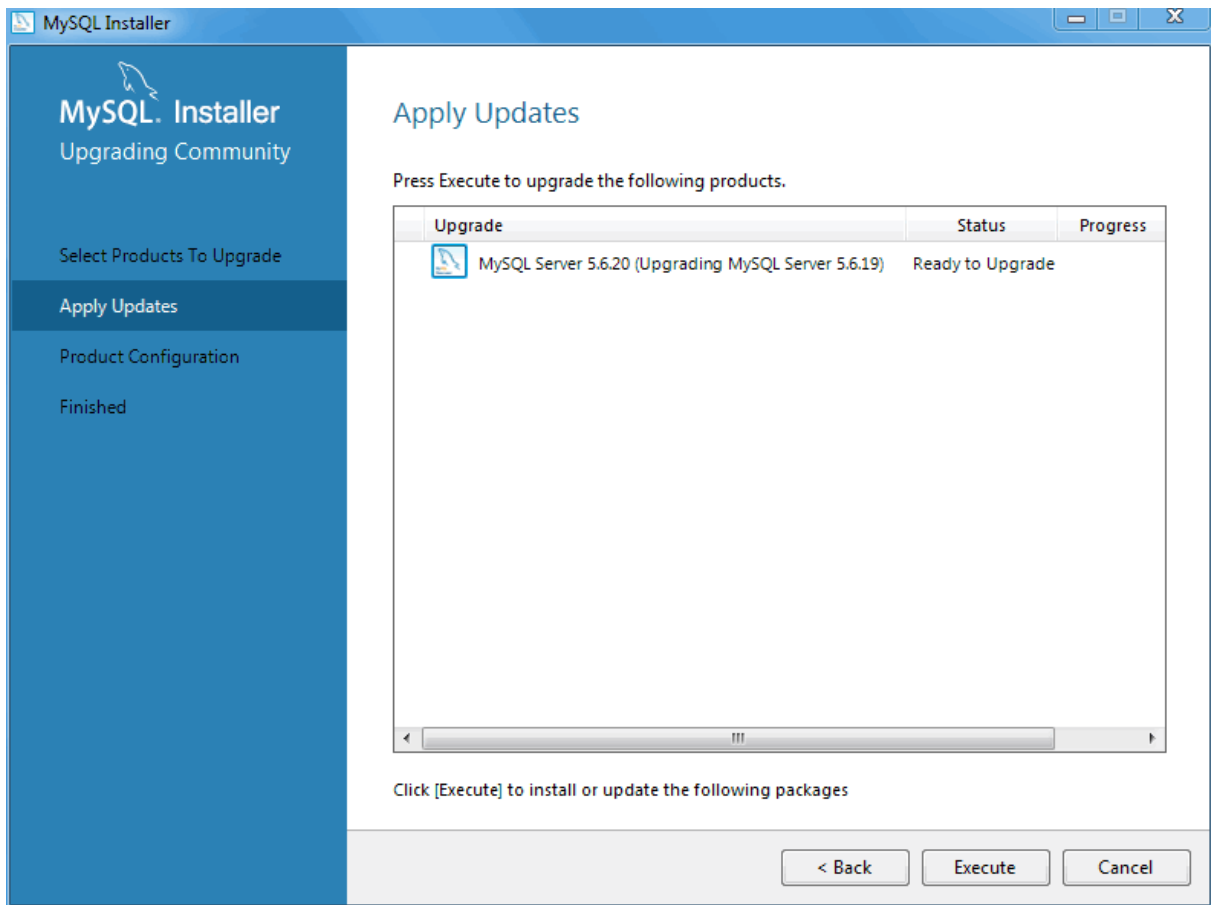 MySQL Installer
MySQL. Installer
Upgrading Community
Select Products To Upgrade
Apply Updates
Product Configuration
Finished
Apply Updates
Press Execute to upgrade the following products.
Upgrade Status Progress
MySQL Server 5.6.20 (Upgrading MySQL Server 5.6.19) Ready to Upgrade
Click [Execute] to install or update the following packages
< Back Execute Cancel